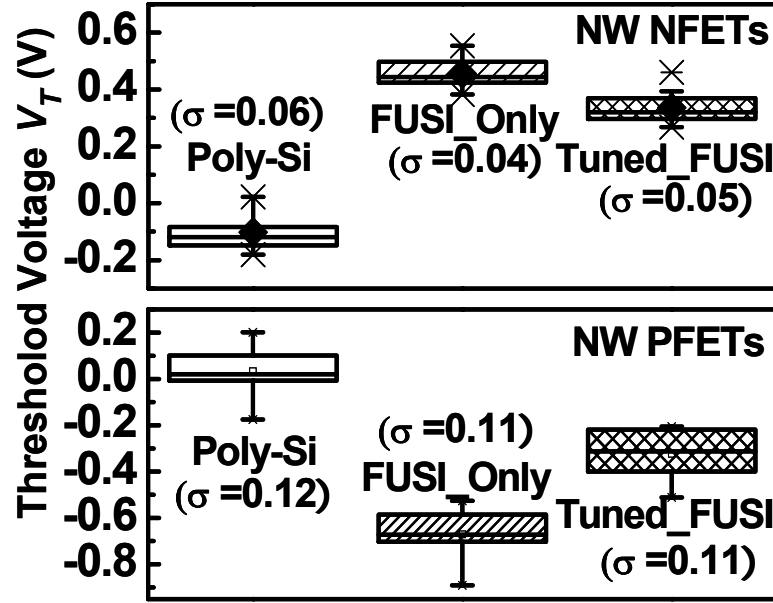 Thresholod Voltage V_T (V)
0.6
0.4
0.2
0.0
-0.2
NW NFETs
(σ =0.06)
Poly-Si
FUSI_Only
(σ =0.04)
Tuned_FUSI
(σ =0.05)
0.2
0.0
-0.2
-0.4
-0.6
-0.8
NW PFETs
Poly-Si
(σ =0.12)
(σ =0.11)
FUSI_Only
Tuned_FUSI
(σ =0.11)